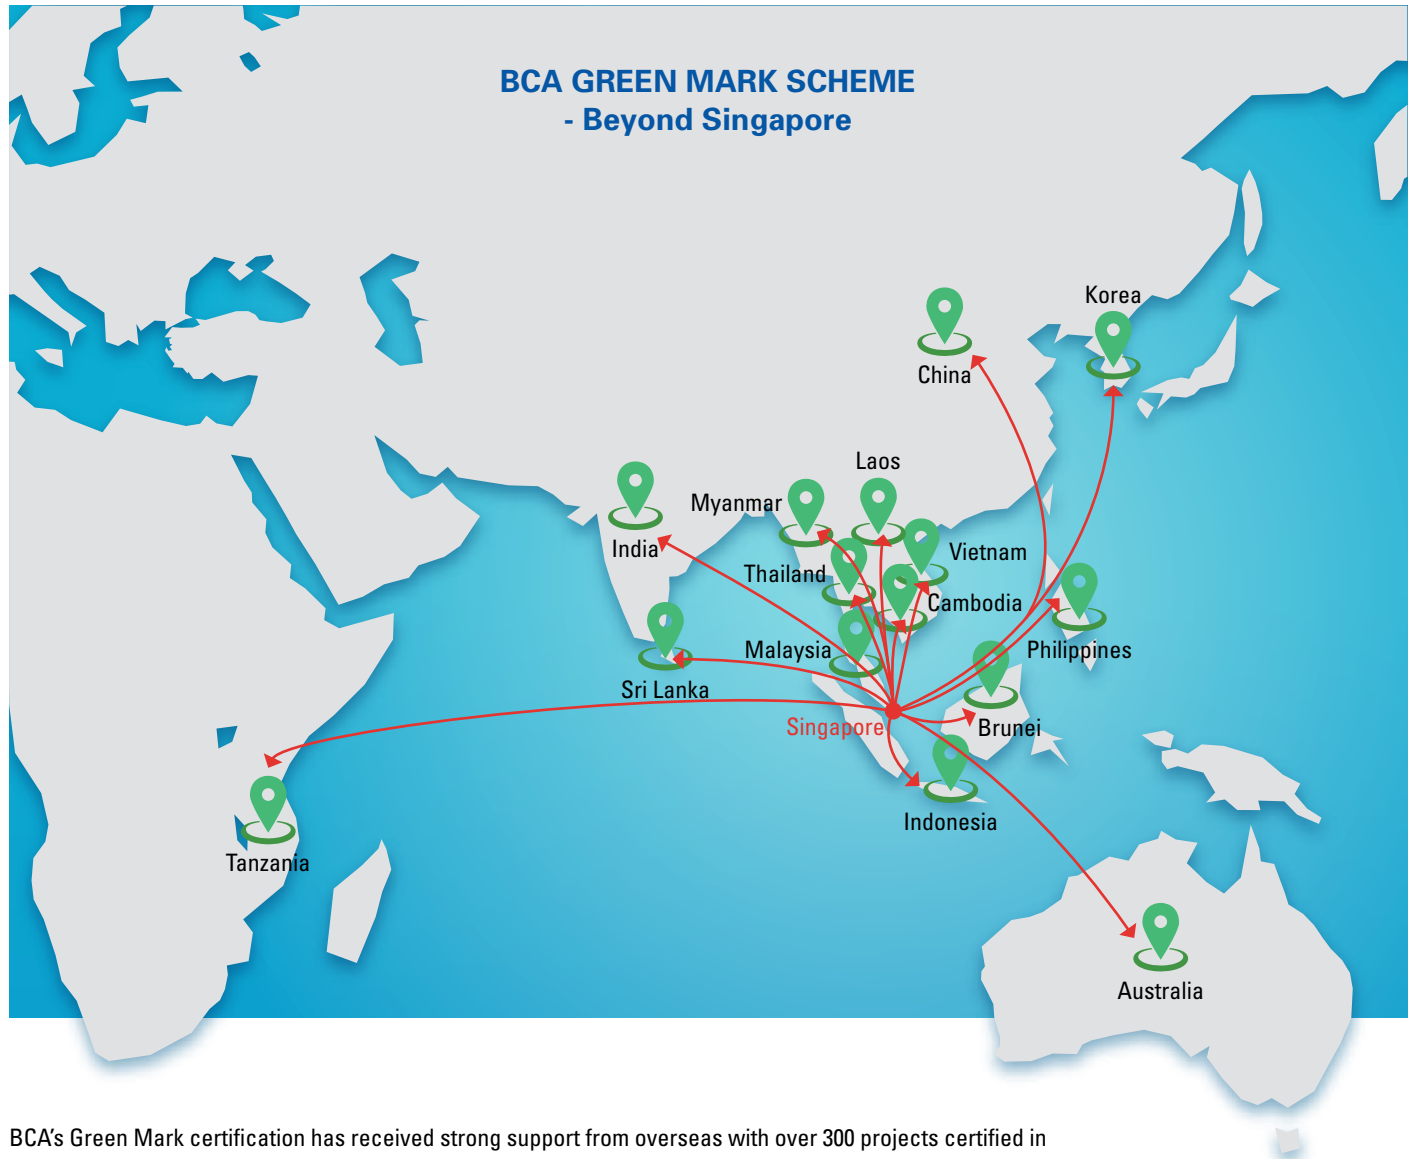 BCA GREEN MARK SCHEME
- Beyond Singapore
Korea
China
Laos
Myanmar
India
Vietnam
Thailand
Cambodia
Malaysia
Philippines
Sri Lanka
Singapore
Brunei
Indonesia
Tanzania
Australia
BCA's Green Mark certification has received strong support from overseas with over 300 projects certified in